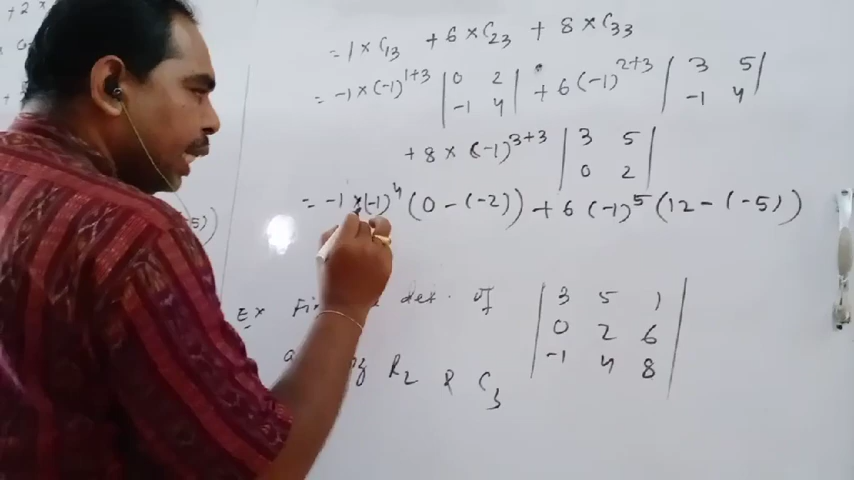 = 1 × C₁₃ + 6 × C₂₃ + 8 × C₃₃
= -1 × (-1)¹⁺³ | 0 2 | + 6 (-1)²⁺³ | 3 5 |
| -1 4 | | -1 4 |
+ 8 × (-1)³⁺³ | 3 5 |
| 0 2 |
= -1 × (-1)⁴ (0 - (-2)) + 6 (-1)⁵ (12 - (-5))
Ex det. of | 3 5 1 |
| 0 2 6 |
| -1 4 8 |
R₂ & C₃